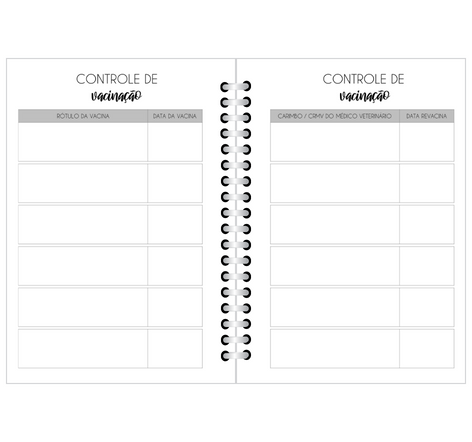 CONTROLE DE
vacinação
RÓTULO DA VACINA DATA DA VACINA
CONTROLE DE
vacinação
CARIMBO / CRMV DO MÉDICO VETERINÁRIO DATA REVACINA